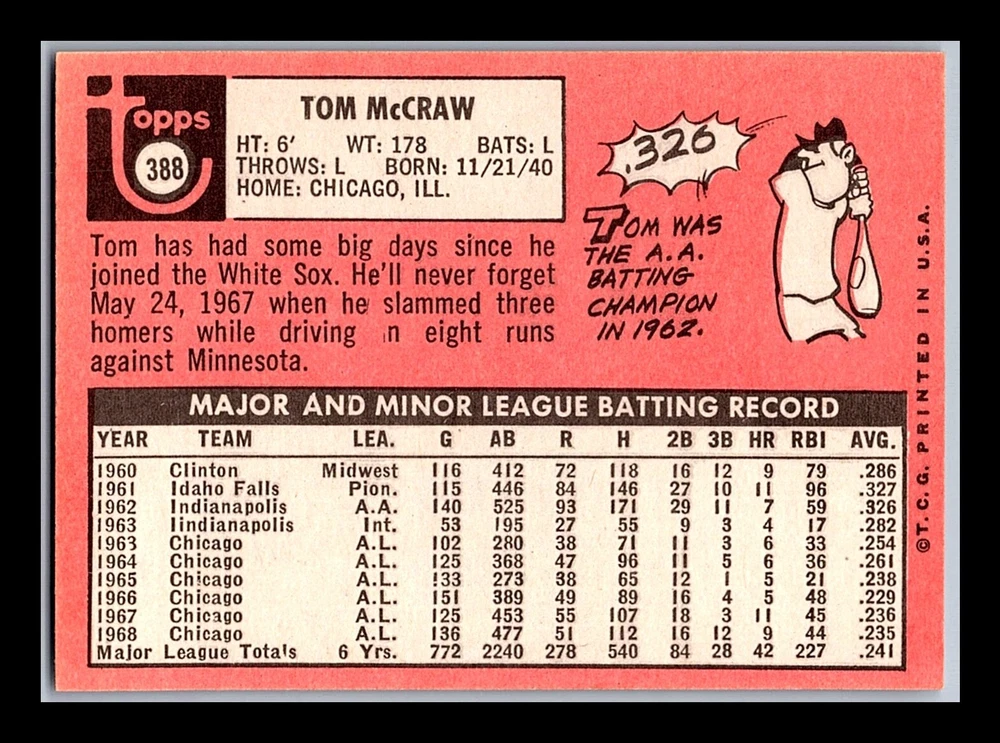 topps
388
TOM McCRAW
HT: 6' WT: 178 BATS: L
THROWS: L BORN: 11/21/40
HOME: CHICAGO, ILL.
Tom has had some big days since he
joined the White Sox. He'll never forget
May 24, 1967 when he slammed three
homers while driving in eight runs
against Minnesota.
.326
TOM WAS
THE A.A.
BATTING
CHAMPION
IN 1962.
MAJOR AND MINOR LEAGUE BATTING RECORD
YEAR TEAM LEA. G AB R H 2B 3B HR RBI AVG.
1960 Clinton Midwest 116 412 72 118 16 12 9 79 .286
1961 Idaho Falls Pion. 115 446 84 146 27 10 11 96 .327
1962 Indianapolis A.A. 140 525 93 171 29 11 7 59 .326
1963 Iindianapolis Int. 53 195 27 55 9 3 4 17 .282
1963 Chicago A.L. 102 280 38 71 11 3 6 33 .254
1964 Chicago A.L. 125 368 47 96 11 5 6 36 .261
1965 Chicago A.L. 133 273 38 65 12 1 5 21 .238
1966 Chicago A.L. 151 389 49 89 16 4 5 48 .229
1967 Chicago A.L. 125 453 55 107 18 3 11 45 .236
1968 Chicago A.L. 136 477 51 112 16 12 9 44 .235
Major League Totals 6 Yrs. 772 2240 278 540 84 28 42 227 .241
©T.C.G. PRINTED IN U.S.A.